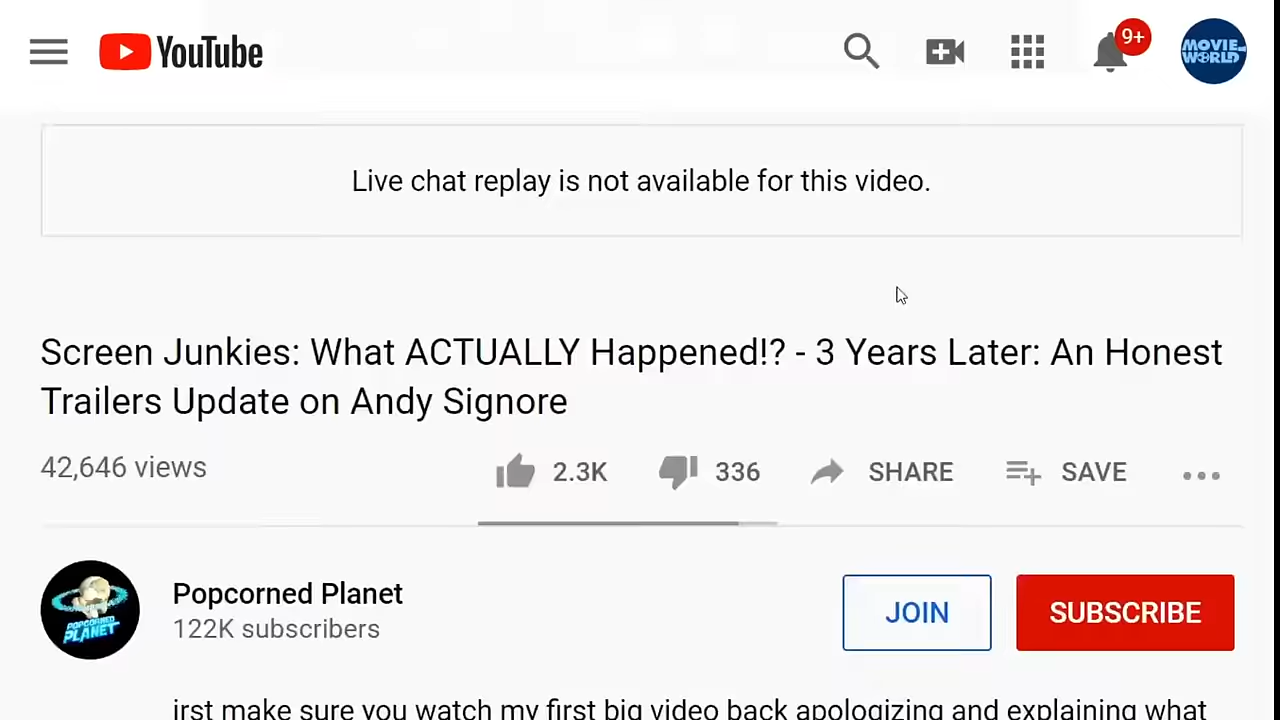 YouTube
9+
MOVIE
WORLD
Live chat replay is not available for this video.
Screen Junkies: What ACTUALLY Happened!? - 3 Years Later: An Honest
Trailers Update on Andy Signore
42,646 views
2.3K
336
SHARE
SAVE
POPCORNED
PLANET
Popcorned Planet
122K subscribers
JOIN
SUBSCRIBE
irst make sure you watch my first big video back apologizing and explaining what